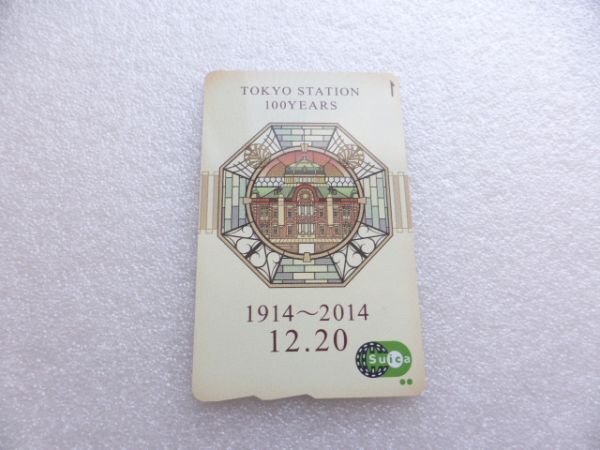 TOKYO STATION
100YEARS
1914～2014
12.20
Suica